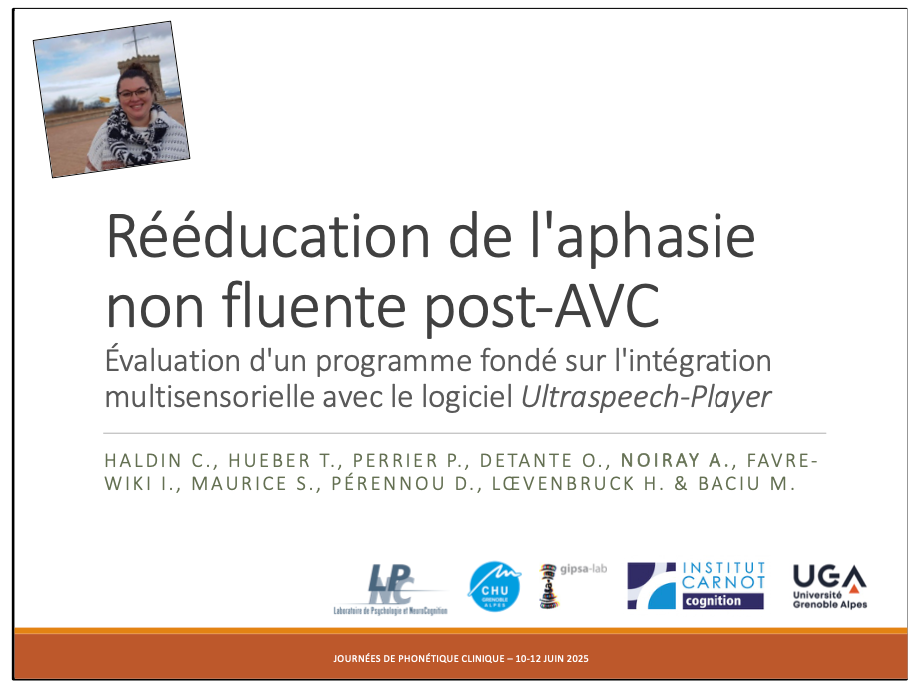 Rééducation de l'aphasie
non fluente post-AVC
Évaluation d'un programme fondé sur l'intégration
multisensorielle avec le logiciel Ultraspeech-Player
HALDIN C., HUEBER T., PERRIER P., DETANTE O., NOIRAY A., FAVRE-
WIKI I., MAURICE S., PÉRENNOU D., LŒVENBRUCK H. & BACIU M.
LPNC
Laboratoire de Psychologie et NeuroCognition
CHU
GRENOBLE
ALPES
gipsa-lab
INSTITUT
CARNOT
cognition
UGA
Université
Grenoble Alpes
JOURNÉES DE PHONÉTIQUE CLINIQUE – 10-12 JUIN 2025